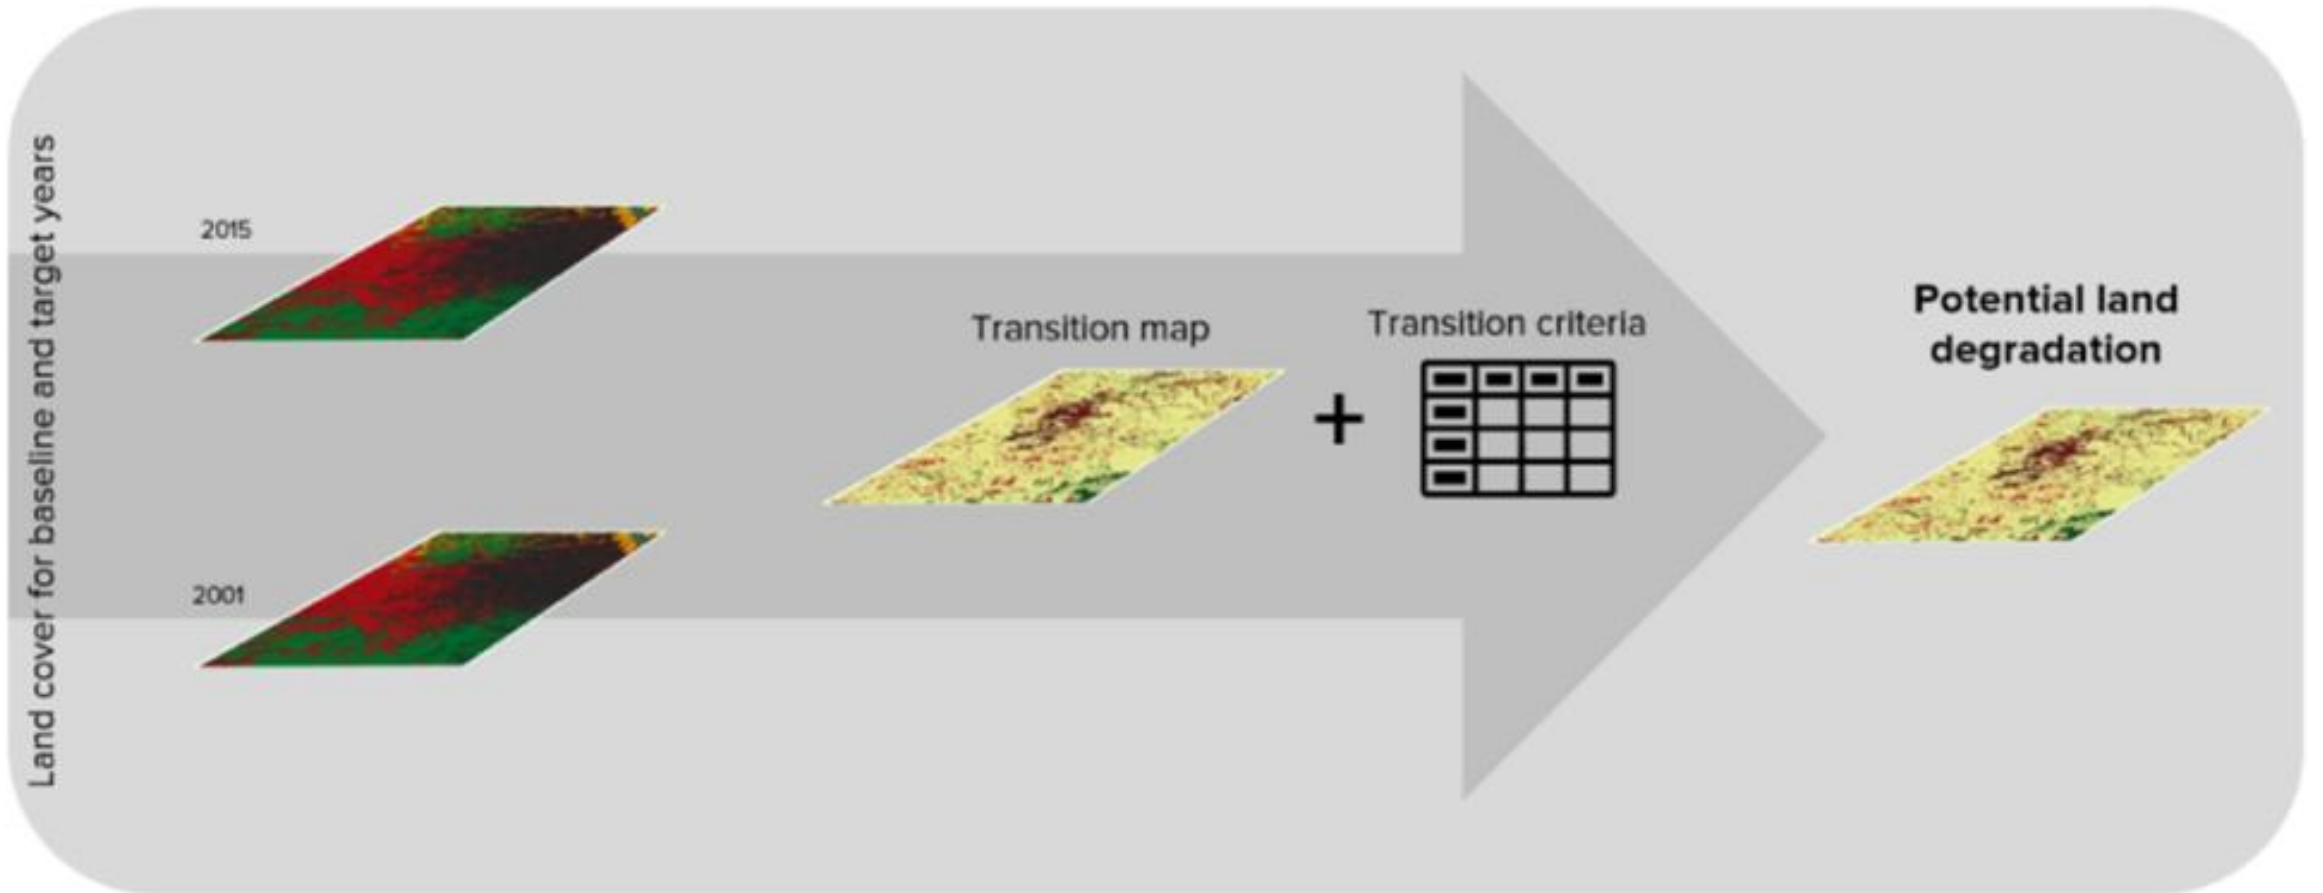 Land cover for baseline and target years
2015
2001
Transition map
Transition criteria
Potential land
degradation